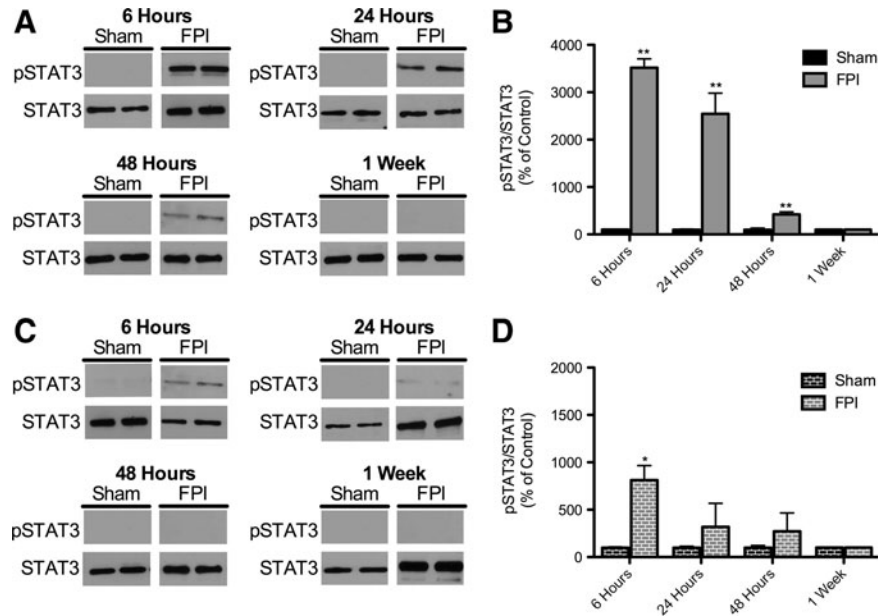 A
6 Hours
Sham FPI
pSTAT3
STAT3
24 Hours
Sham FPI
pSTAT3
STAT3
48 Hours
Sham FPI
pSTAT3
STAT3
1 Week
Sham FPI
pSTAT3
STAT3
B
pSTAT3/STAT3
(% of Control)
4000
3000
2000
1000
0
**
**
**
Sham
FPI
6 Hours
24 Hours
48 Hours
1 Week
C
6 Hours
Sham FPI
pSTAT3
STAT3
24 Hours
Sham FPI
pSTAT3
STAT3
48 Hours
Sham FPI
pSTAT3
STAT3
1 Week
Sham FPI
pSTAT3
STAT3
D
pSTAT3/STAT3
(% of Control)
2000
1500
1000
500
0
*
Sham
FPI
6 Hours
24 Hours
48 Hours
1 Week